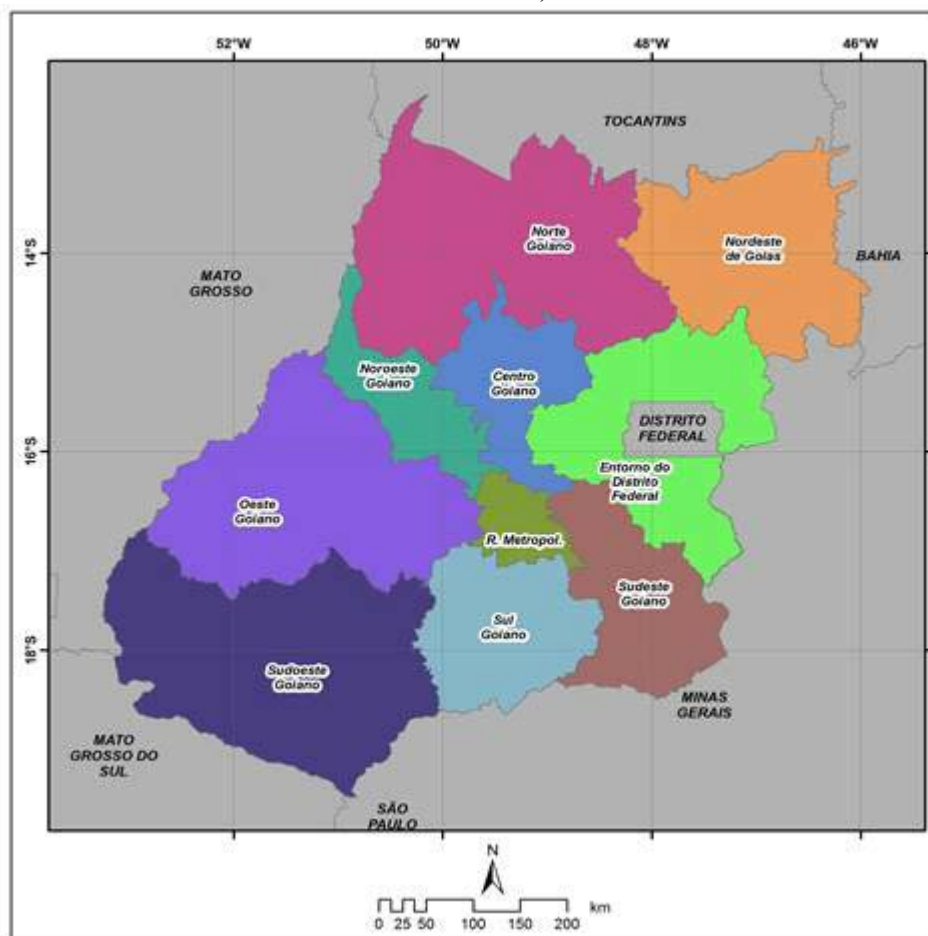 52°W 50°W 48°W 46°W
TOCANTINS
Norte
Goiano
Nordeste
de Goias
14°S
BAHIA
MATO
GROSSO
Noroeste
Goiano
Centro
Goiano
DISTRITO
FEDERAL
16°S
Entorno do
Distrito
Federal
Oeste
Goiano
R. Metropol.
Sudeste
Goiano
Sul
Goiano
18°S
Sudoeste
Goiano
MINAS
GERAIS
MATO
GROSSO DO
SUL
SÃO
PAULO
N
km
0 25 50 100 150 200